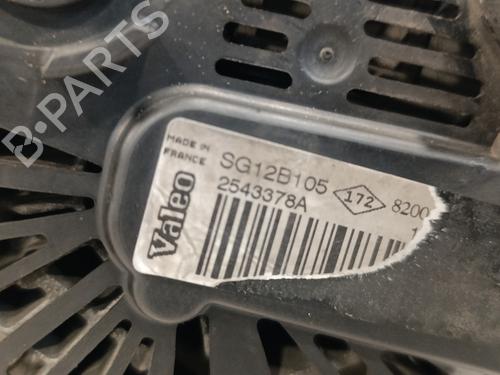 B-PARTS
MADE IN
FRANCE
SG12B105
2543378A
172
8200
Valeo